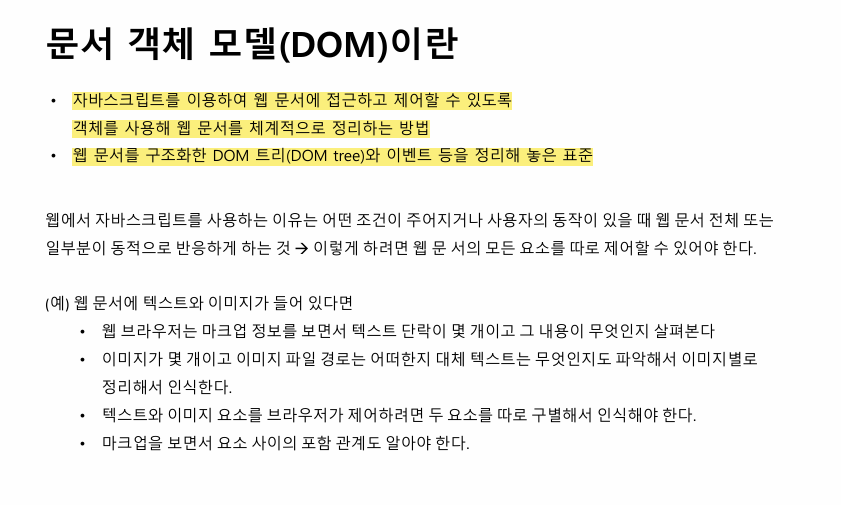 문서 객체 모델(DOM)이란
• 자바스크립트를 이용하여 웹 문서에 접근하고 제어할 수 있도록
객체를 사용해 웹 문서를 체계적으로 정리하는 방법
• 웹 문서를 구조화한 DOM 트리(DOM tree)와 이벤트 등을 정리해 놓은 표준
웹에서 자바스크립트를 사용하는 이유는 어떤 조건이 주어지거나 사용자의 동작이 있을 때 웹 문서 전체 또는
일부분이 동적으로 반응하게 하는 것 → 이렇게 하려면 웹 문 서의 모든 요소를 따로 제어할 수 있어야 한다.
(예) 웹 문서에 텍스트와 이미지가 들어 있다면
• 웹 브라우저는 마크업 정보를 보면서 텍스트 단락이 몇 개이고 그 내용이 무엇인지 살펴본다
• 이미지가 몇 개이고 이미지 파일 경로는 어떠한지 대체 텍스트는 무엇인지도 파악해서 이미지별로
정리해서 인식한다.
• 텍스트와 이미지 요소를 브라우저가 제어하려면 두 요소를 따로 구별해서 인식해야 한다.
• 마크업을 보면서 요소 사이의 포함 관계도 알아야 한다.